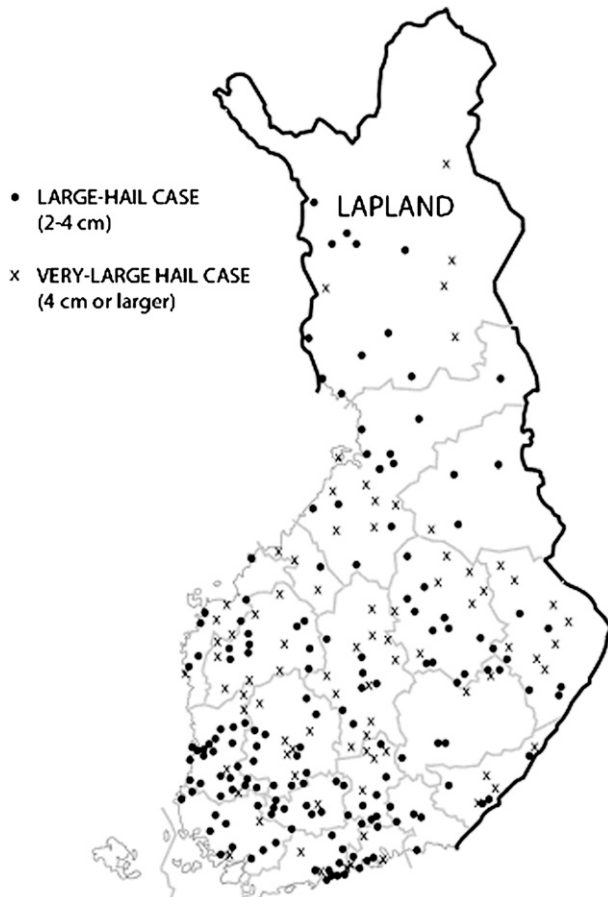 LAPLAND
• LARGE-HAIL CASE
(2-4 cm)
x VERY-LARGE HAIL CASE
(4 cm or larger)